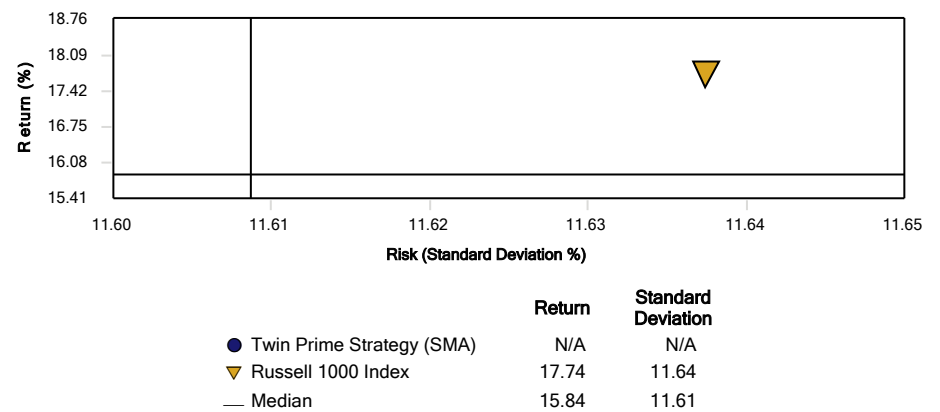 18.76
18.09
17.42
16.75
16.08
15.41
Return (%)
11.60 11.61 11.62 11.63 11.64 11.65
Risk (Standard Deviation %)
Return Standard Deviation
Twin Prime Strategy (SMA) N/A N/A
Russell 1000 Index 17.74 11.64
Median 15.84 11.61